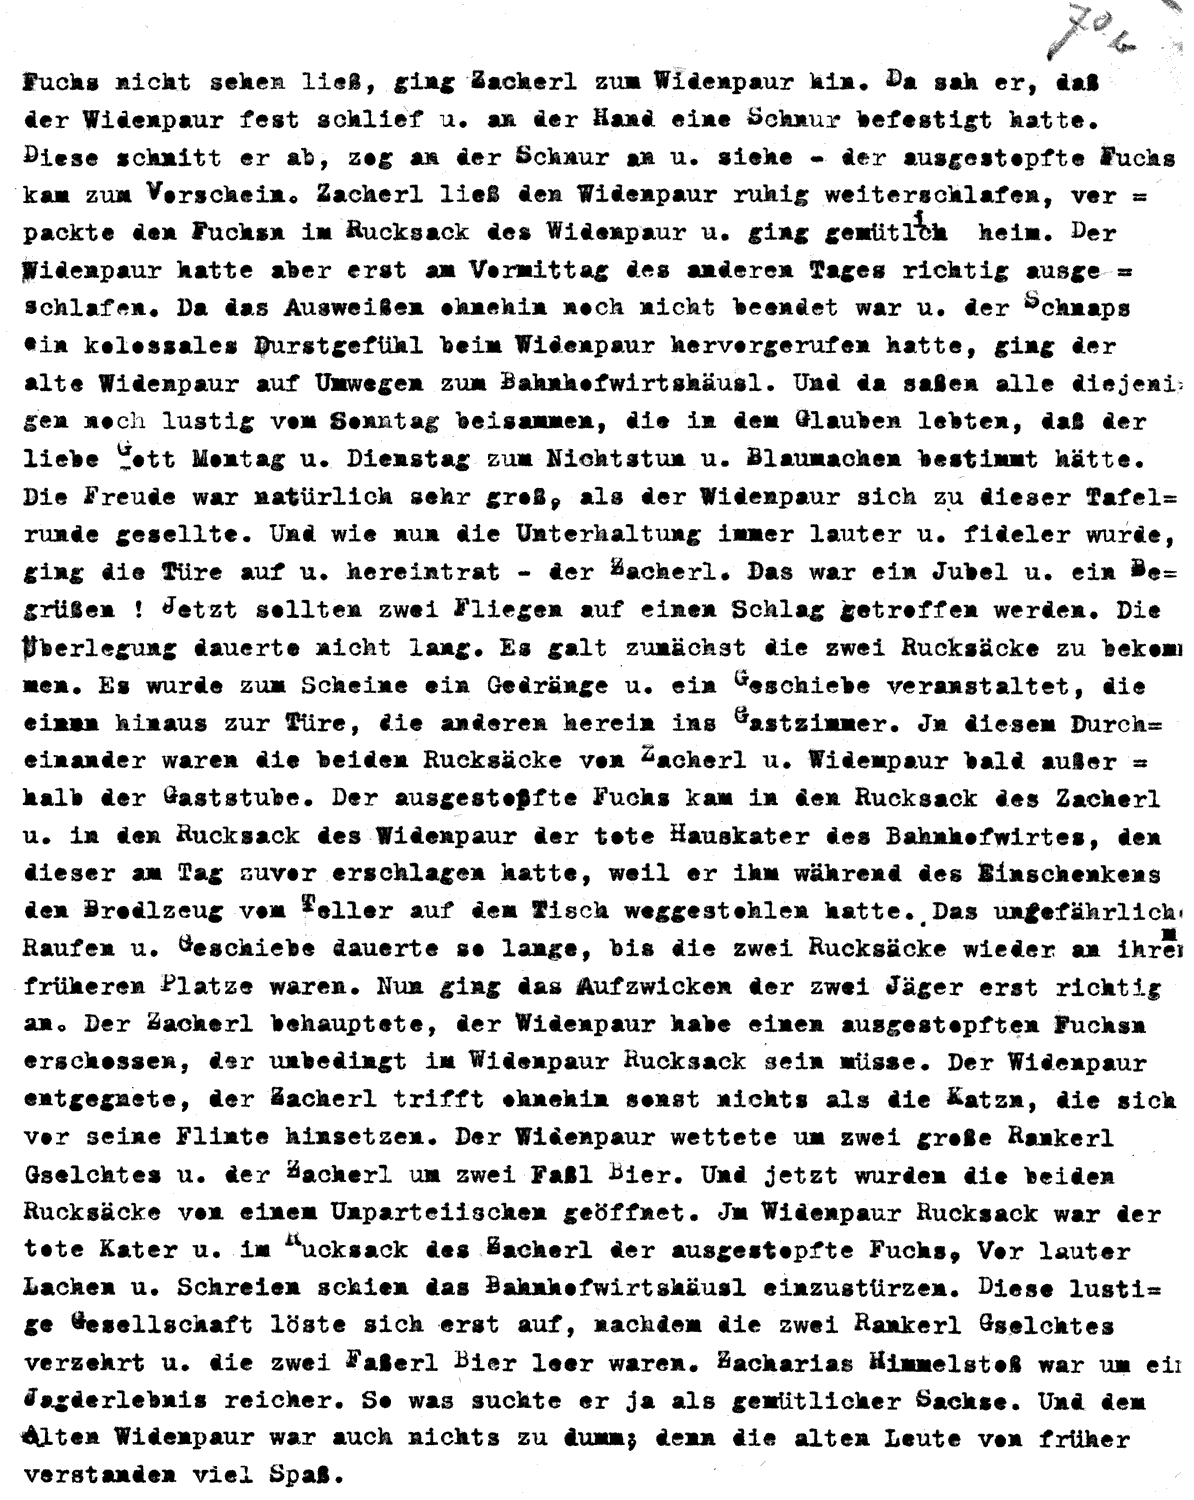 70b
Fuchs nicht sehen ließ, ging Zacherl zum Widenpaur hin. Da sah er, daß
der Widenpaur fest schlief u. an der Hand eine Schnur befestigt hatte.
Diese schnitt er ab, zog an der Schnur an u. siehe - der ausgestopfte Fuchs
kam zum Vorschein. Zacherl ließ den Widenpaur ruhig weiterschlafen, ver =
packte den Fuchsn im Rucksack des Widenpaur u. ging gemütlich heim. Der
Widenpaur hatte aber erst am Vormittag des anderen Tages richtig ausge =
schlafen. Da das Ausweißen ohnehin noch nicht beendet war u. der Schnaps
ein kolossales Durstgefühl beim Widenpaur hervorgerufen hatte, ging der
alte Widenpaur auf Umwegen zum Bahnhofwirtshäusl. Und da saßen alle diejeni=
gen noch lustig vom Sonntag beisammen, die in dem Glauben lebten, daß der
liebe Gott Montag u. Dienstag zum Nichtstun u. Blaumachen bestimmt hätte.
Die Freude war natürlich sehr groß, als der Widenpaur sich zu dieser Tafel=
runde gesellte. Und wie nun die Unterhaltung immer lauter u. fideler wurde,
ging die Türe auf u. hereintrat - der Zacherl. Das war ein Jubel u. ein Be=
grüßen ! Jetzt sollten zwei Fliegen auf einen Schlag getroffen werden. Die
Überlegung dauerte nicht lang. Es galt zunächst die zwei Rucksäcke zu bekom
men. Es wurde zum Scheine ein Gedränge u. ein Geschiebe veranstaltet, die
einen hinaus zur Türe, die anderen herein ins Gastzimmer. Jn diesem Durch=
einander waren die beiden Rucksäcke von Zacherl u. Widenpaur bald außer =
halb der Gaststube. Der ausgestopfte Fuchs kam in den Rucksack des Zacherl
u. in den Rucksack des Widenpaur der tote Hauskater des Bahnhofwirtes, den
dieser am Tag zuvor erschlagen hatte, weil er ihm während des Einschenkens
den Bredlzeug vom Teller auf dem Tisch weggestohlen hatte. Das ungefährliche
Raufen u. Geschiebe dauerte so lange, bis die zwei Rucksäcke wieder an ihrem
früheren Platze waren. Nun ging das Aufzwicken der zwei Jäger erst richtig
an. Der Zacherl behauptete, der Widenpaur habe einen ausgestopften Fuchsn
erschossen, der unbedingt im Widenpaur Rucksack sein müsse. Der Widenpaur
entgegnete, der Zacherl trifft ohnehin sonst nichts als die Katzn, die sich
vor seine Flinte hinsetzen. Der Widenpaur wettete um zwei große Rankerl
Gselchtes u. der Zacherl um zwei Faßl Bier. Und jetzt wurden die beiden
Rucksäcke von einem Unparteiischen geöffnet. Jm Widenpaur Rucksack war der
tote Kater u. im Rucksack des Zacherl der ausgestopfte Fuchs, Vor lauter
Lachen u. Schreien schien das Bahnhofwirtshäusl einzustürzen. Diese lusti=
ge Gesellschaft löste sich erst auf, nachdem die zwei Rankerl Gselchtes
verzehrt u. die zwei Faßerl Bier leer waren. Zacharias Himmelstoß war um ein
Jagderlebnis reicher. So was suchte er ja als gemütlicher Sachse. Und dem
Alten Widenpaur war auch nichts zu dumm; denn die alten Leute von früher
verstanden viel Spaß.